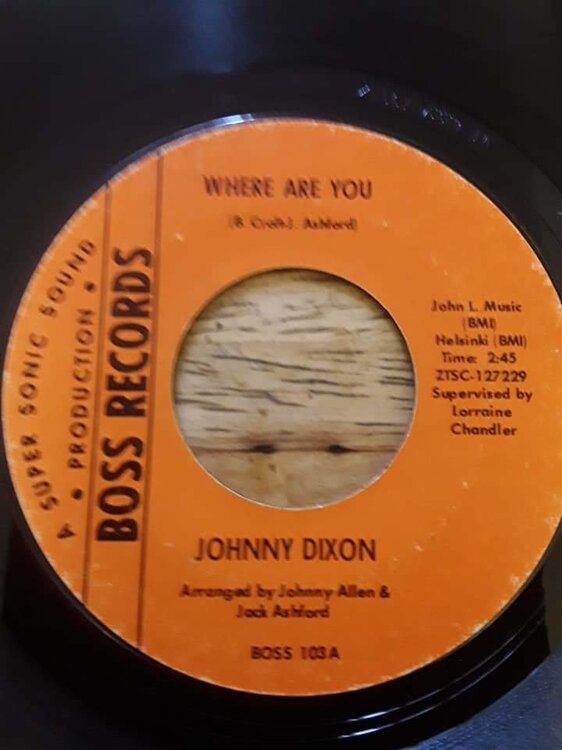 WHERE ARE YOU
(B. Craft-J. Ashford)
A SUPER SONIC SOUND
• PRODUCTION •
BOSS RECORDS
John L. Music
(BMI)
Helsinki (BMI)
Time: 2:45
ZTSC-127229
Supervised by
Lorraine
Chandler
JOHNNY DIXON
Arranged by Johnny Allen &
Jack Ashford
BOSS 103A